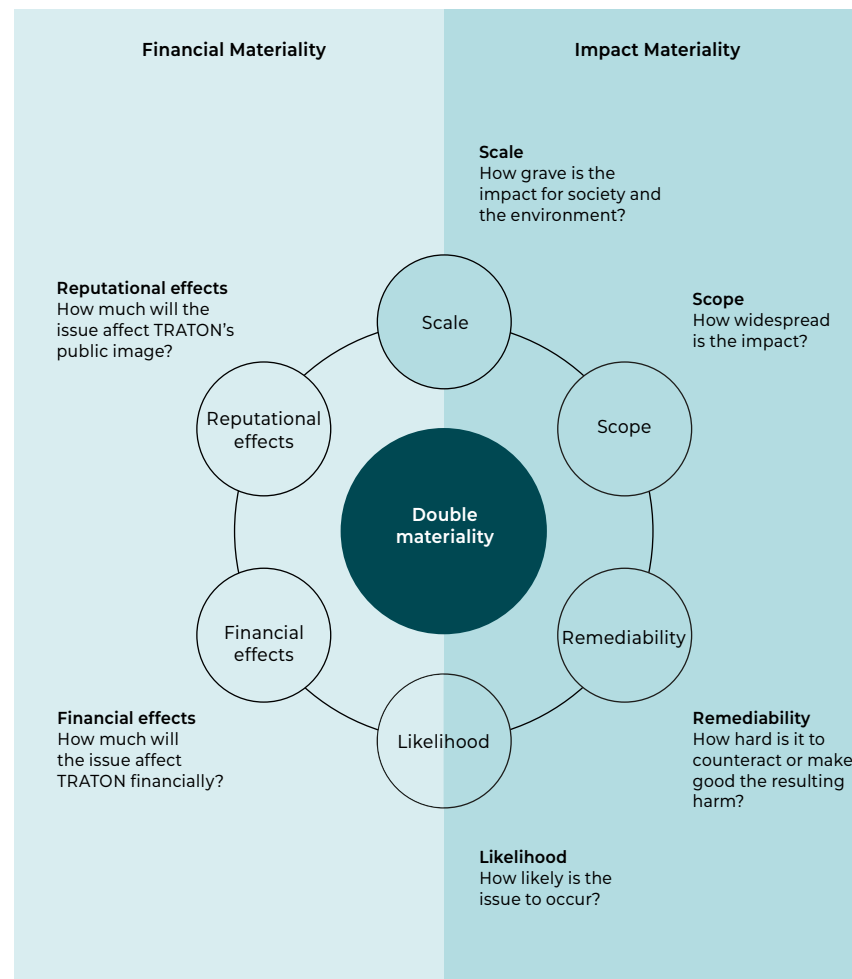 Financial Materiality
Impact Materiality
Scale
How grave is the
impact for society and
the environment?
Reputational effects
How much will the
issue affect TRATON’s
public image?
Scope
How widespread
is the impact?
Scale
Reputational
effects
Scope
Double
materiality
Financial
effects
Remediability
Likelihood
Financial effects
How much will
the issue affect
TRATON financially?
Remediability
How hard is it to
counteract or make
good the resulting
harm?
Likelihood
How likely is the
issue to occur?